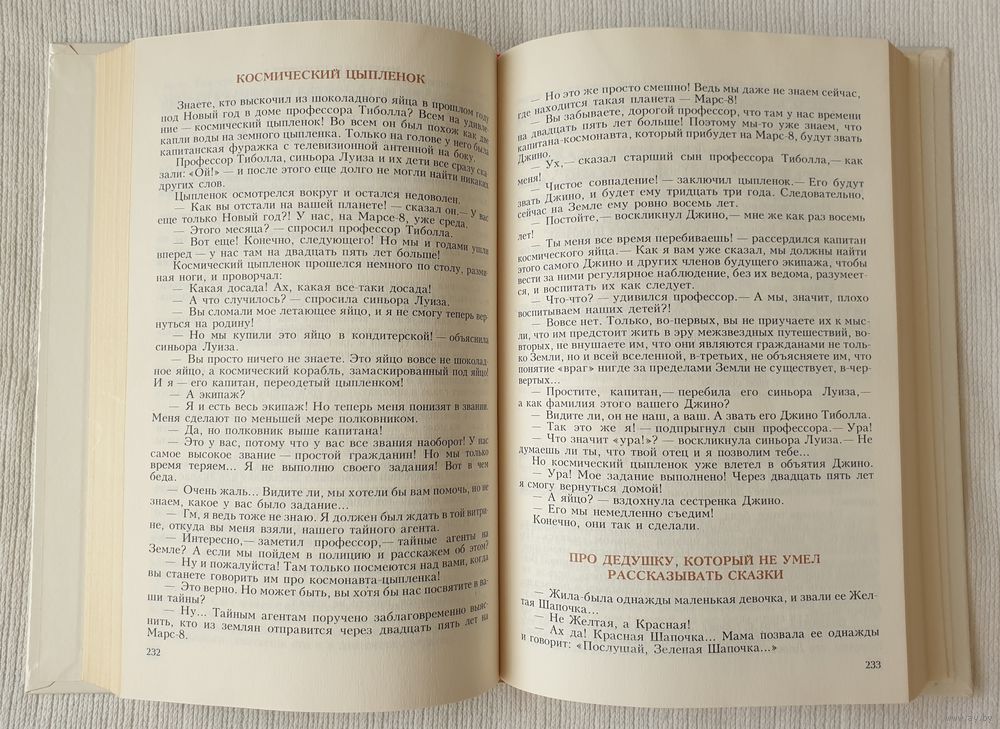 КОСМИЧЕСКИЙ ЦЫПЛЕНОК
Знаете, кто выскочил из шоколадного яйца в прошлом году
под Новый год в доме профессора Тиболла? Всем на удивле-
ние — космический цыпленок! Во всем он был похож как две
капли воды на земного цыпленка. Только на голове у него была
капитанская фуражка с телевизионной антенной на боку.
Профессор Тиболла, синьора Луиза и их дети все сразу ска
зали: «Ой!» — и после этого еще долго не могли найти никаких
других слов.
Цыпленок осмотрелся вокруг и остался недоволен.
— Как вы отстали на вашей планете! — сказал он.— У вас
еще только Новый год?! У нас, на Марсе-8, уже среда.
— Этого месяца? — спросил профессор Тиболла.
— Вот еще! Конечно, следующего! Но мы и годами ушли
вперед — у нас там на двадцать пять лет больше!
Космический цыпленок прошелся немного по столу, разми-
ная ноги, и проворчал:
— Какая досада! Ах, какая все-таки досада!
— А что случилось? — спросила синьора Луиза.
— Вы сломали мое летающее яйцо, и я не смогу теперь вер-
нуться на родину!
— Но мы купили это яйцо в кондитерской! — объяснила
синьора Луиза.
— Вы просто ничего не знаете. Это яйцо вовсе не шоколад-
ное яйцо, а космический корабль, замаскированный под яйцо!
И я — его капитан, переодетый цыпленком!
— А экипаж?
— Я и есть весь экипаж! Но теперь меня понизят в звании.
Меня сделают по меньшей мере полковником.
— Да, но полковник выше капитана!
— Это у вас, потому что у вас все звания наоборот! У нас
самое высокое звание — простой гражданин! Но мы только
время теряем... Я не выполню своего задания! Вот в чем
беда.
— Очень жаль... Видите ли, мы хотели бы вам помочь, но не
знаем, какое у вас было задание...
— Гм, я ведь тоже не знаю. Я должен был ждать в той витри-
не, откуда вы меня взяли, нашего тайного агента.
— Интересно,— заметил профессор,— тайные агенты на
Земле? А если мы пойдем в полицию и расскажем об этом?
— Ну и пожалуйста! Там только посмеются над вами, когда
вы станете говорить им про космонавта-цыпленка!
— Это верно. Но может быть, вы хотя бы нас посвятите в ва-
ши тайны?
— Ну... Тайным агентам поручено заблаговременно выяс-
нить, кто из землян отправится через двадцать пять лет на
Марс-8.
232
— Но это же просто смешно! Ведь мы даже не знаем сейчас,
где находится такая планета — Марс-8!
— Вы забываете, дорогой профессор, что там у нас времени
на двадцать пять лет больше! Поэтому мы-то уже знаем, что
капитана-космонавта, который прибудет на Марс-8, будут звать
Джино.
— Ух,— сказал старший сын профессора Тиболла,— как
меня!
— Чистое совпадение! — заключил цыпленок.— Его будут
звать Джино, и будет ему тридцать три года. Следовательно,
сейчас на Земле ему ровно восемь лет.
— Постойте,— воскликнул Джино,— мне же как раз восемь
лет!
— Ты меня все время перебиваешь! — рассердился капитан
космического яйца.— Как я вам уже сказал, мы должны найти
этого самого Джино и других членов будущего экипажа, чтобы
вести за ними регулярное наблюдение, без их ведома, разумеет-
ся, и воспитать их как следует.
— Что-что? — удивился профессор.— А мы, значит, плохо
воспитываем наших детей?!
— Вовсе нет. Только, во-первых, вы не приучаете их к мыс-
ли, что им предстоит жить в эру межзвездных путешествий, во-
вторых, не внушаете им, что они являются гражданами не толь-
ко Земли, но и всей вселенной, в-третьих, не объясняете им, что
понятие «враг» нигде за пределами Земли не существует, в-чет-
вертых...
— Простите, капитан,— перебила его синьора Луиза,—
а как фамилия этого вашего Джино?
— Видите ли, он не наш, а ваш. А звать его Джино Тиболла.
— Так это же я! — подпрыгнул сын профессора.— Ура!
— Что значит «ура!»? — воскликнула синьора Луиза.— Не
думаешь ли ты, что твой отец и я позволим тебе...
Но космический цыпленок уже влетел в объятия Джино.
— Ура! Мое задание выполнено! Через двадцать пять лет
я смогу вернуться домой!
— А яйцо? — вздохнула сестренка Джино.
— Его мы немедленно съедим!
Конечно, они так и сделали.
ПРО ДЕДУШКУ, КОТОРЫЙ НЕ УМЕЛ
РАССКАЗЫВАТЬ СКАЗКИ
— Жила-была однажды маленькая девочка, и звали ее Жел-
тая Шапочка...
— Не Желтая, а Красная!
— Ах да! Красная Шапочка... Мама позвала ее однажды
и говорит: «Послушай, Зеленая Шапочка...»
233
www.ay.by